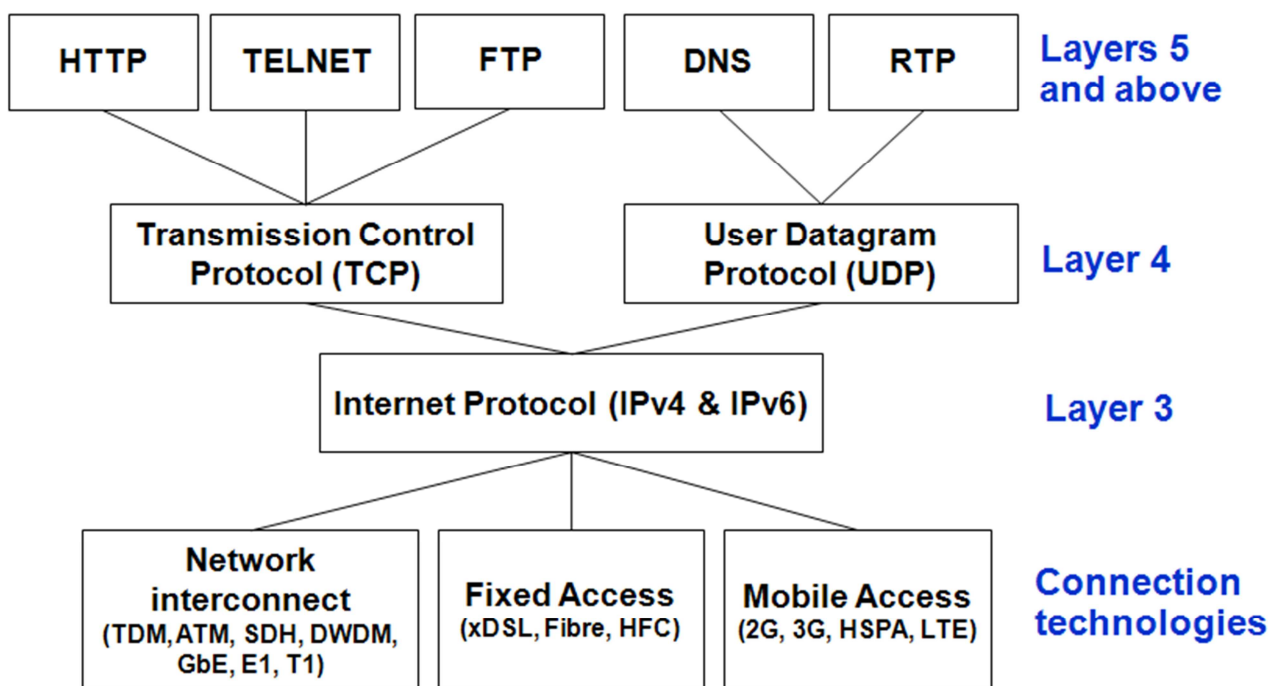 HTTP
TELNET
FTP
DNS
RTP
Layers 5
and above
Transmission Control
Protocol (TCP)
User Datagram
Protocol (UDP)
Layer 4
Internet Protocol (IPv4 & IPv6)
Layer 3
Network
interconnect
(TDM, ATM, SDH, DWDM,
GbE, E1, T1)
Fixed Access
(xDSL, Fibre, HFC)
Mobile Access
(2G, 3G, HSPA, LTE)
Connection
technologies